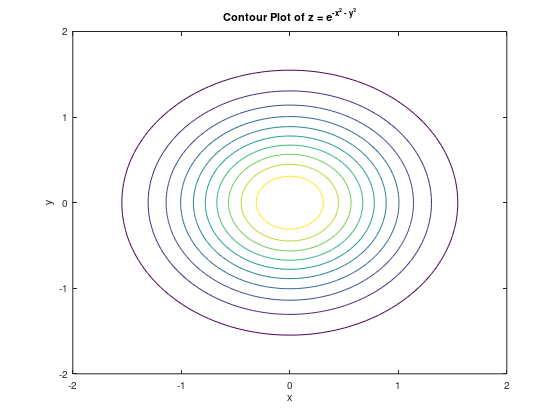 Contour Plot of z = e^-x² - y²
2
1
y
0
-1
-2
-2 -1 0 1 2
x